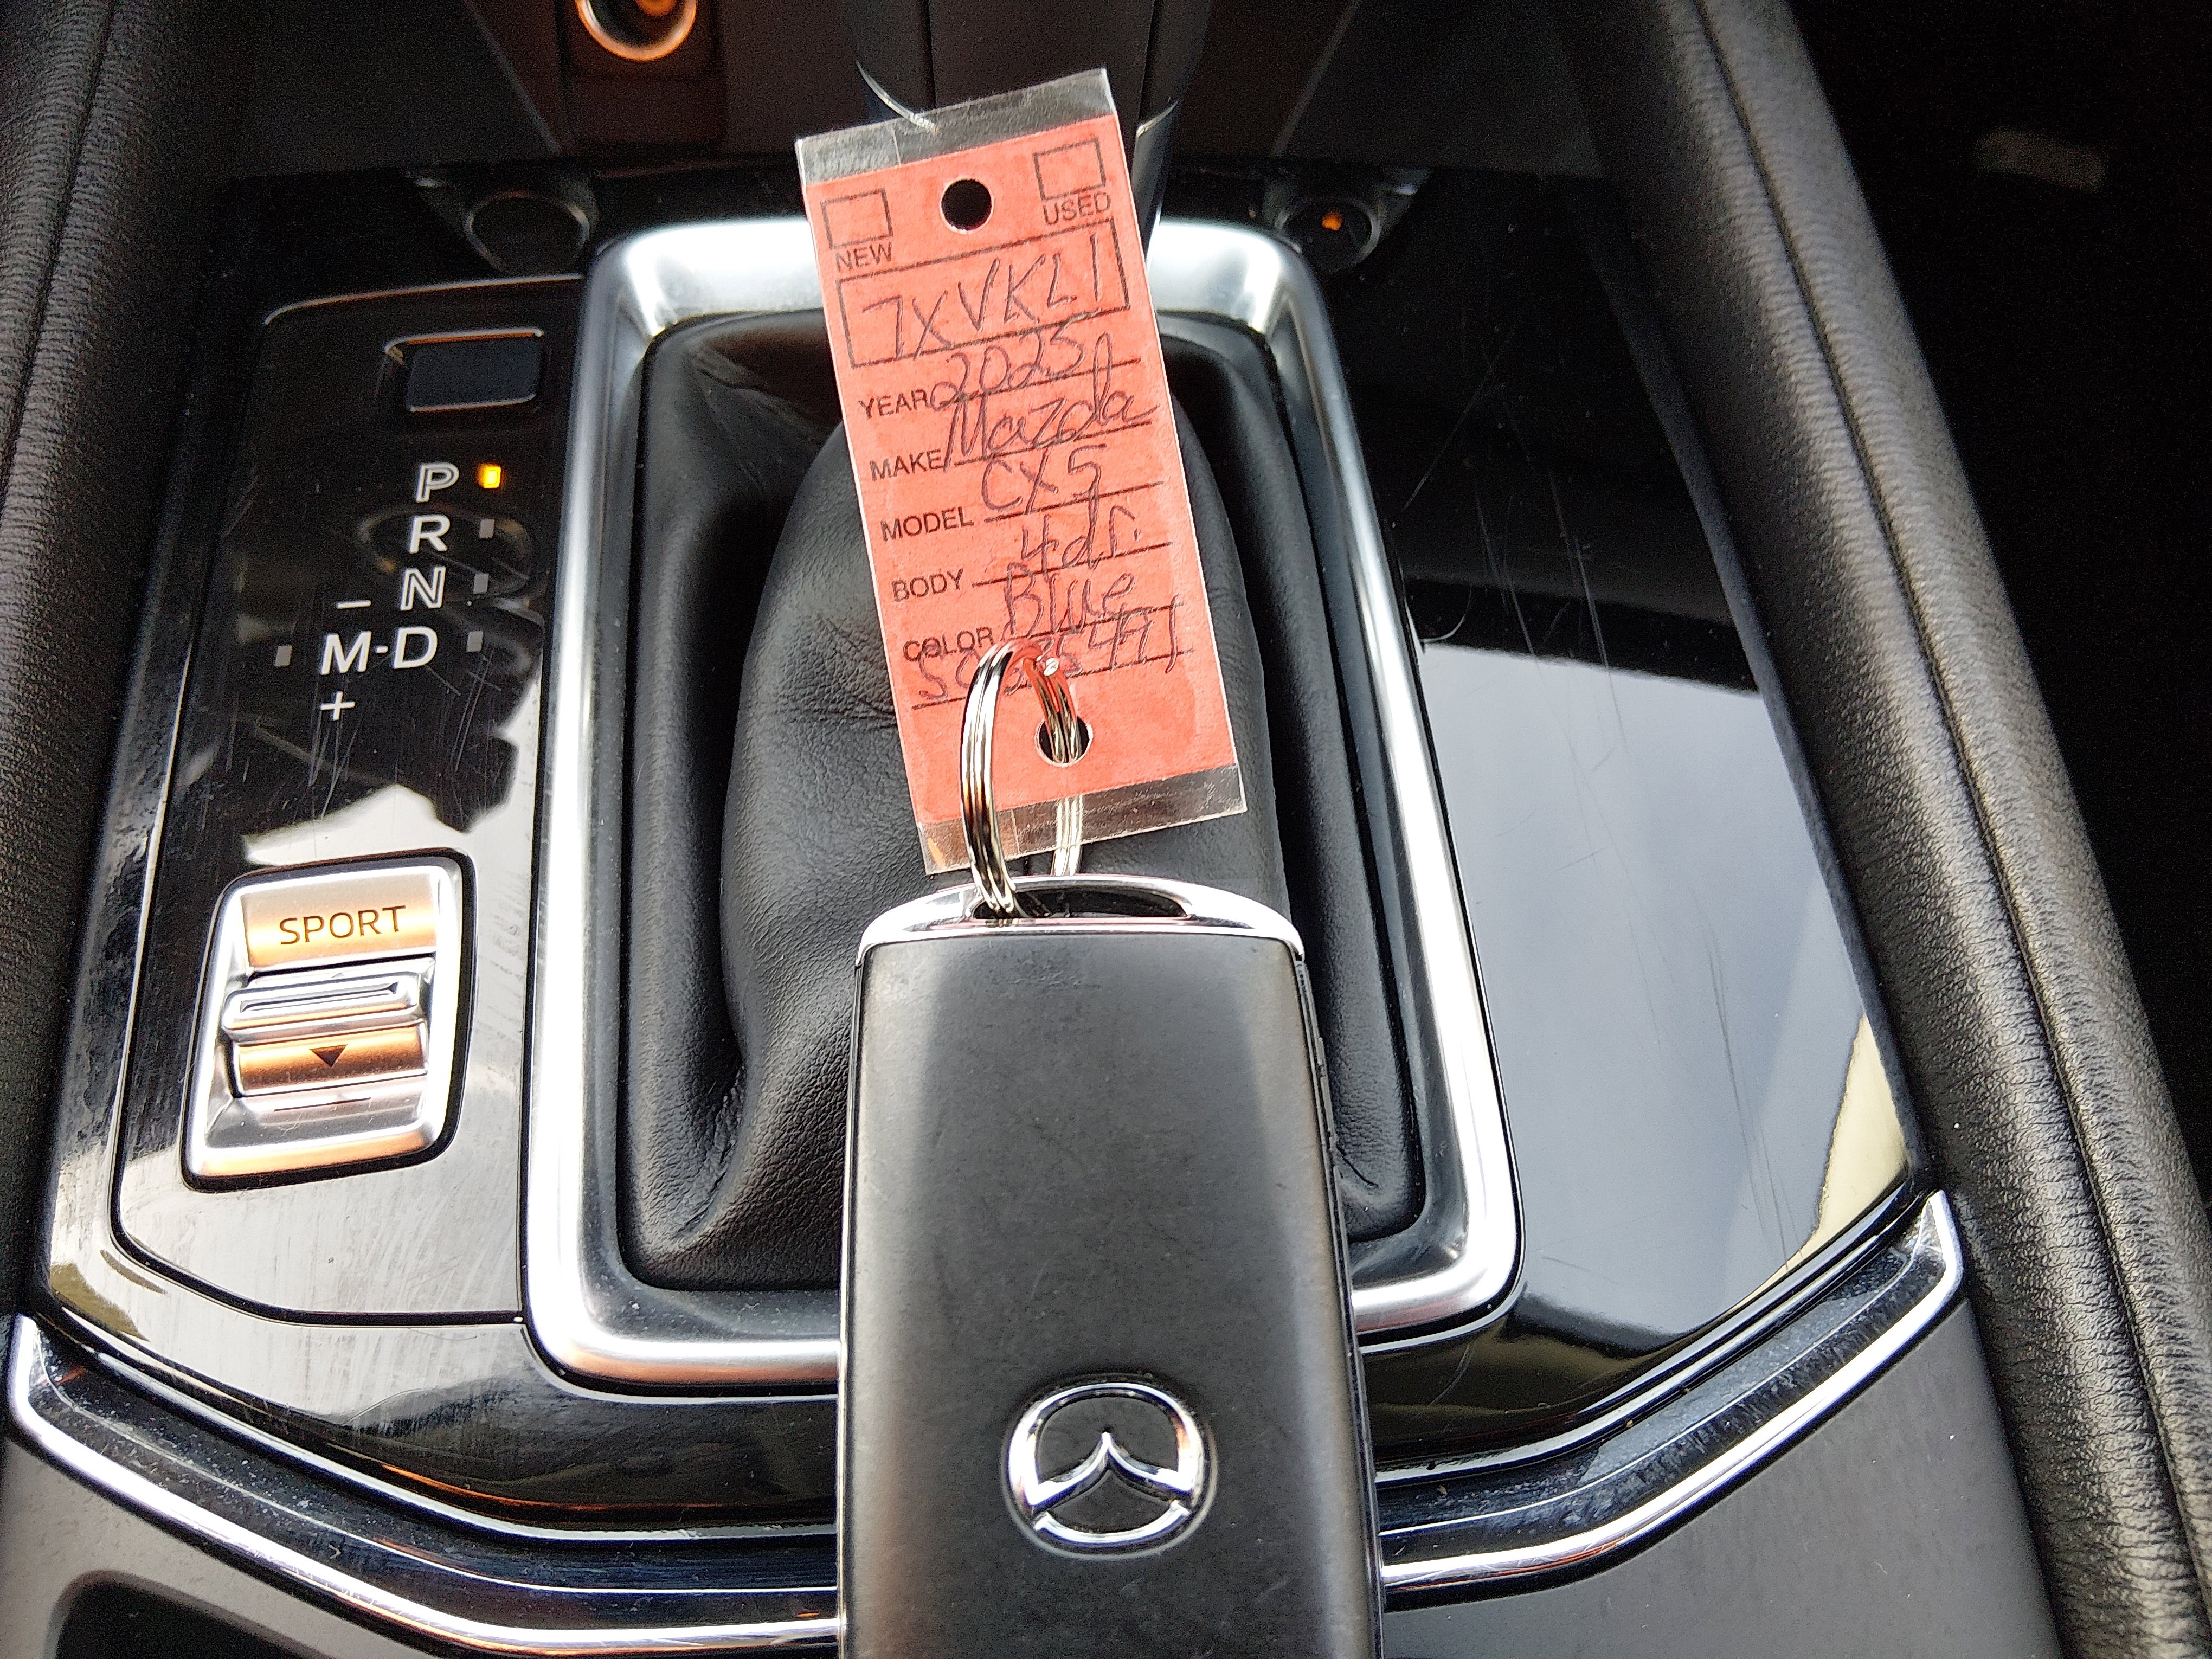 NEW USED
7XVKL1
YEAR 2025
MAKE Mazda
MODEL CX5
BODY 4dr.
COLOR Blue
P
R
– N
M-D
+
SPORT